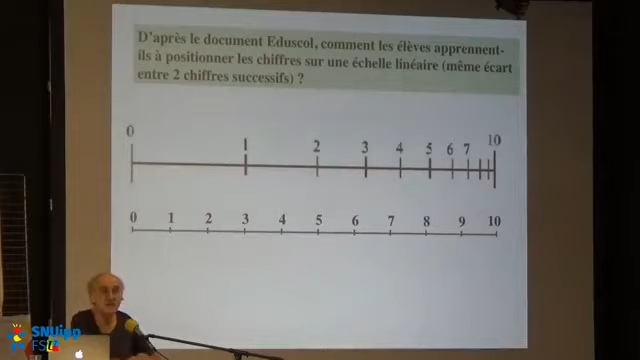 D'après le document Eduscol, comment les élèves apprennent-
ils à positionner les chiffres sur une échelle linéaire (même écart
entre 2 chiffres successifs) ?
0 1 2 3 4 5 6 7 10
0 1 2 3 4 5 6 7 8 9 10
SNUipp
FSU